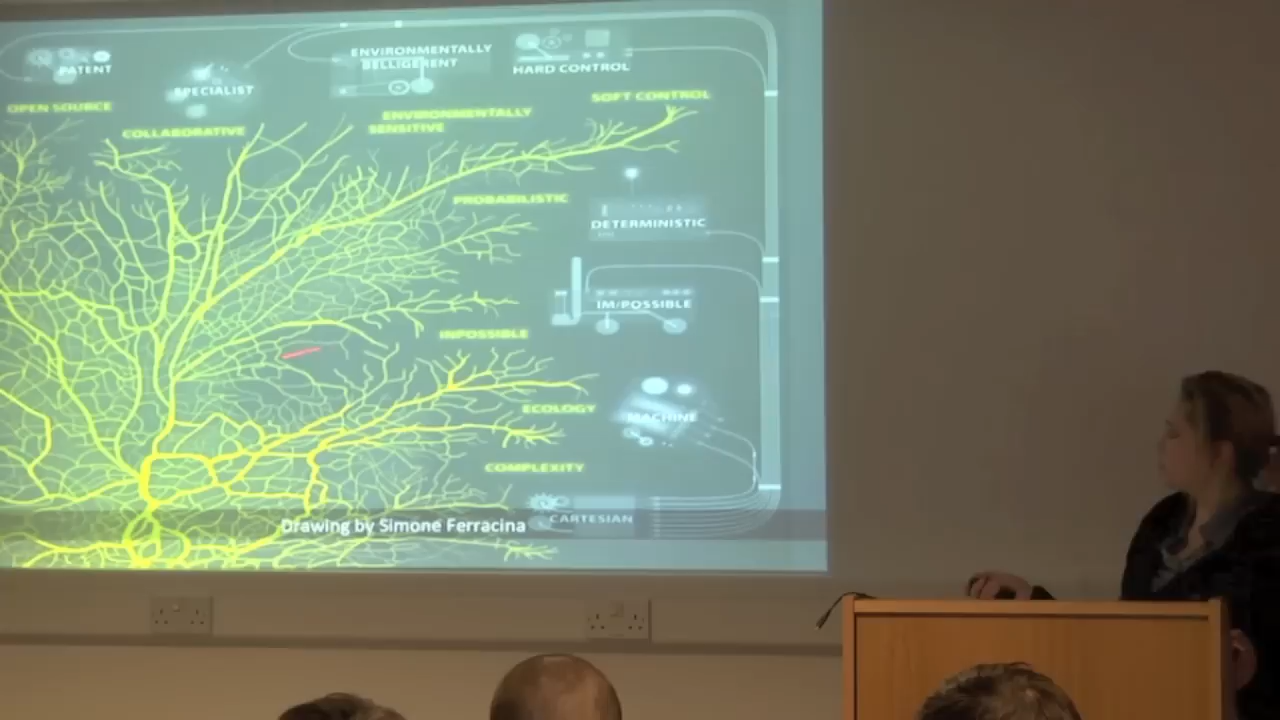 ENVIRONMENTALLY
BELLIGERENT
PATENT
HARD CONTROL
SPECIALIST
OPEN SOURCE
SOFT CONTROL
COLLABORATIVE
ENVIRONMENTALLY
SENSITIVE
PROBABILISTIC
DETERMINISTIC
IM/POSSIBLE
INPOSSIBLE
ECOLOGY
MACHINE
COMPLEXITY
CARTESIAN
Drawing by Simone Ferracina